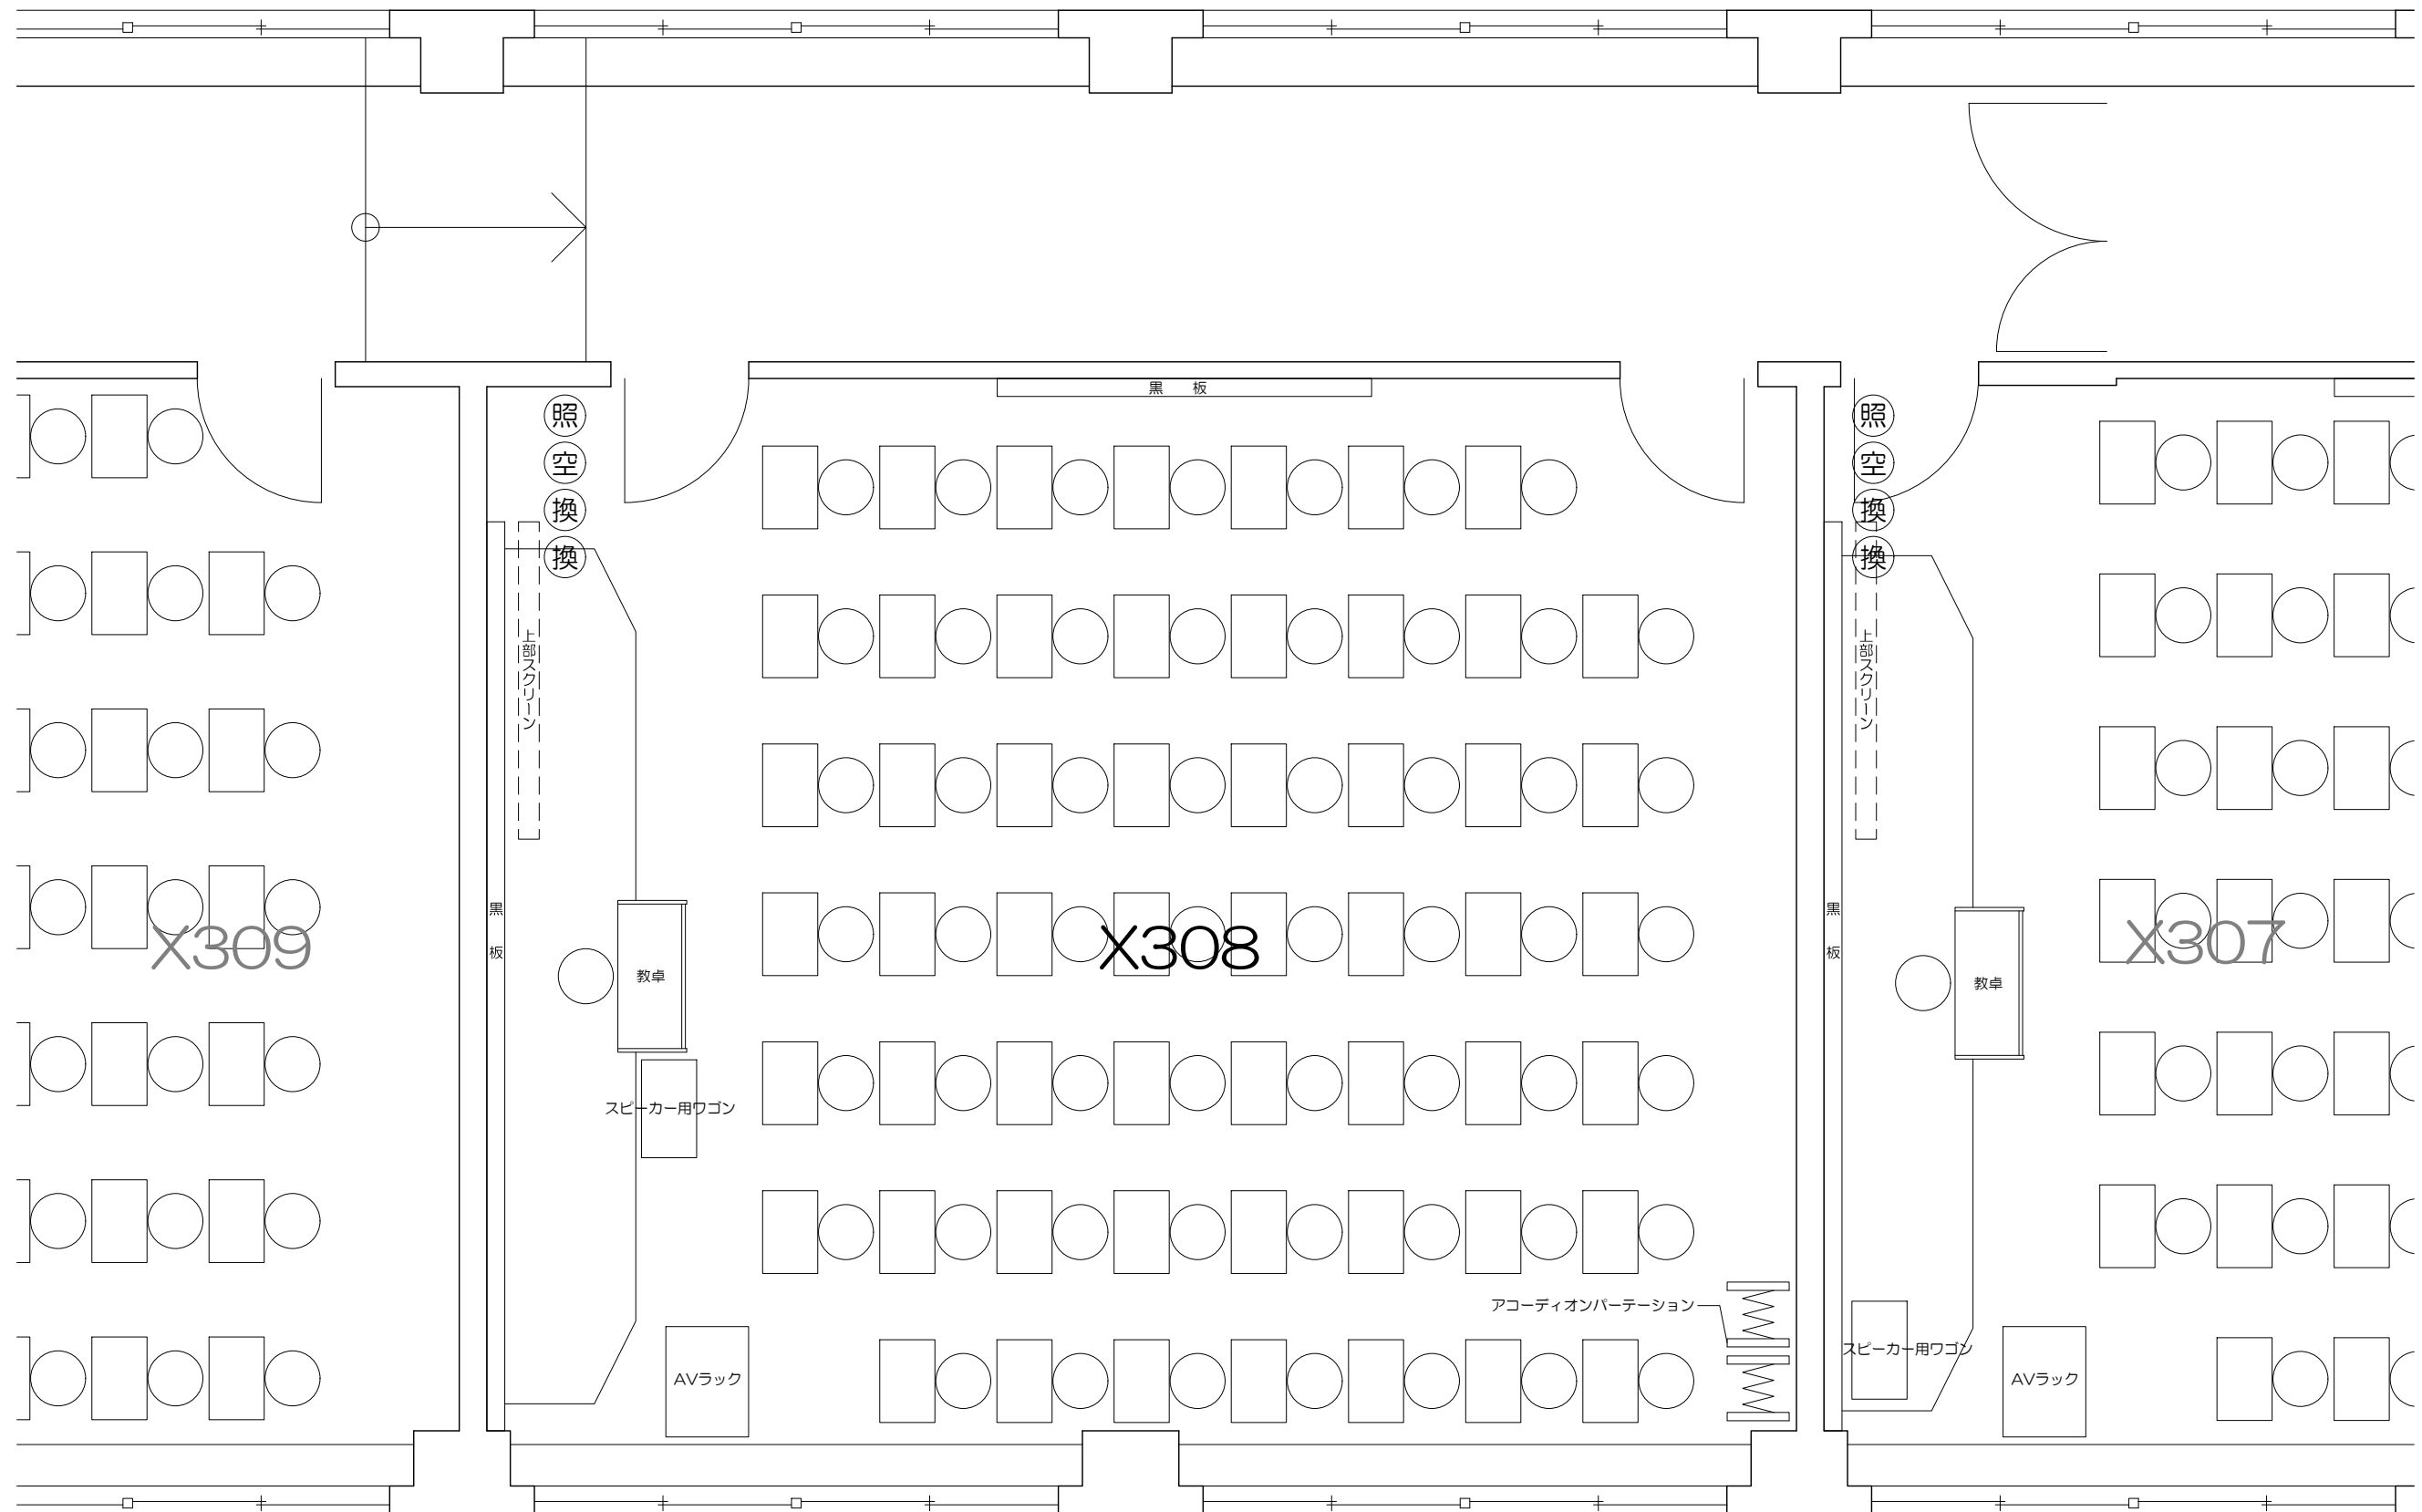 黒 板
照
空
換
換
照
空
換
換
上部スクリーン
上部スクリーン
黒 板
黒 板
X309
X308
X307
教卓
教卓
スピーカー用ワゴン
アコーディオンパーテーション
スピーカー用ワゴン
AVラック
AVラック